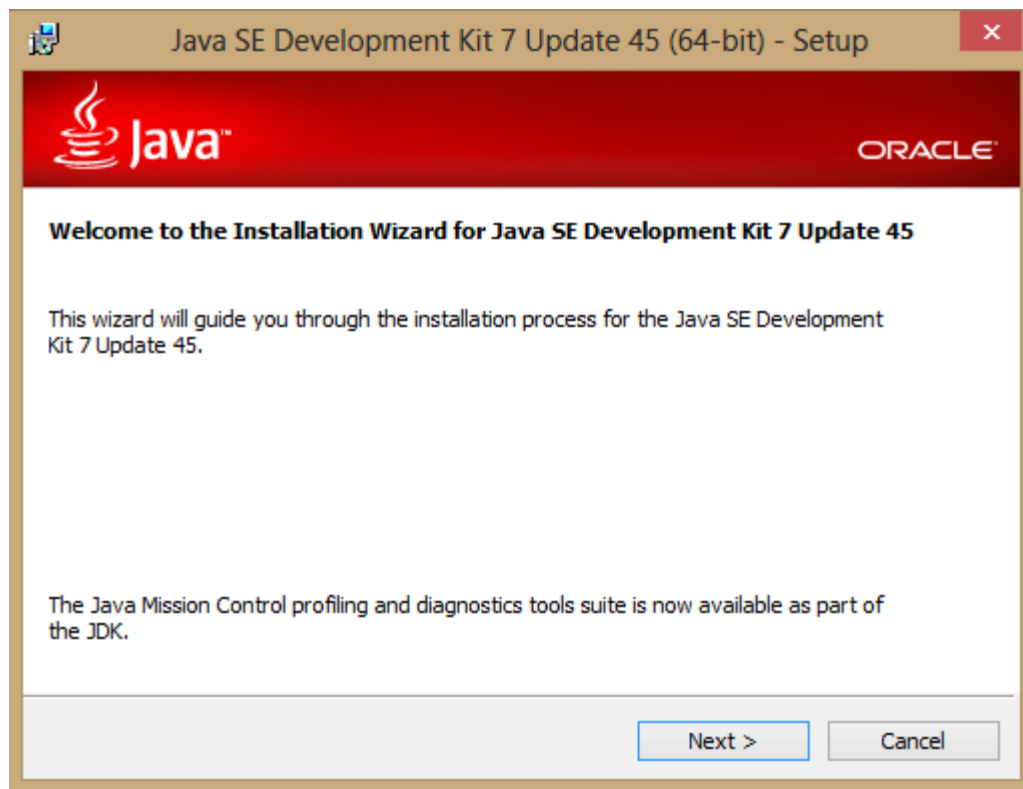 Java SE Development Kit 7 Update 45 (64-bit) - Setup
Java™
ORACLE
Welcome to the Installation Wizard for Java SE Development Kit 7 Update 45
This wizard will guide you through the installation process for the Java SE Development
Kit 7 Update 45.
The Java Mission Control profiling and diagnostics tools suite is now available as part of
the JDK.
Next >
Cancel